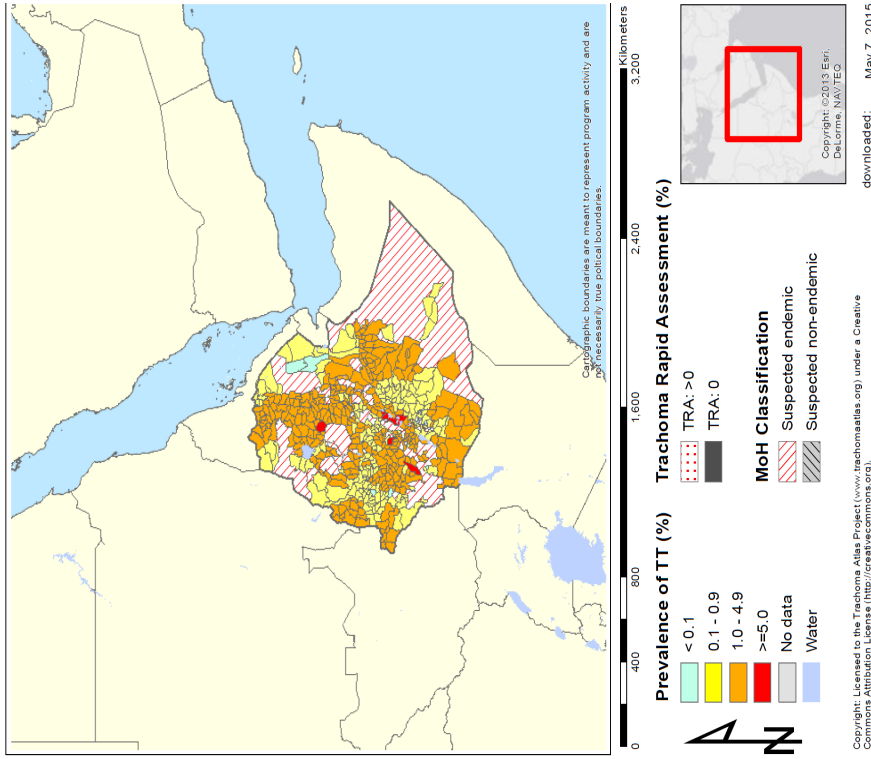 Cartographic boundaries are meant to represent program activity and are
not necessarily true poltical boundaries.
0 400 800 1,600 2,400 3,200
Kilometers
N
Prevalence of TT (%)
< 0.1
0.1 - 0.9
1.0 - 4.9
>=5.0
No data
Water
Trachoma Rapid Assessment (%)
TRA: >0
TRA: 0
MoH Classification
Suspected endemic
Suspected non-endemic
Copyright: ©2013 Esri,
DeLorme, NAVTEQ
Copyright: Licensed to the Trachoma Atlas Project (www.trachomaatlas.org) under a Creative
Commons Attribution License (http://creativecommons.org).
downloaded: May 7, 2015